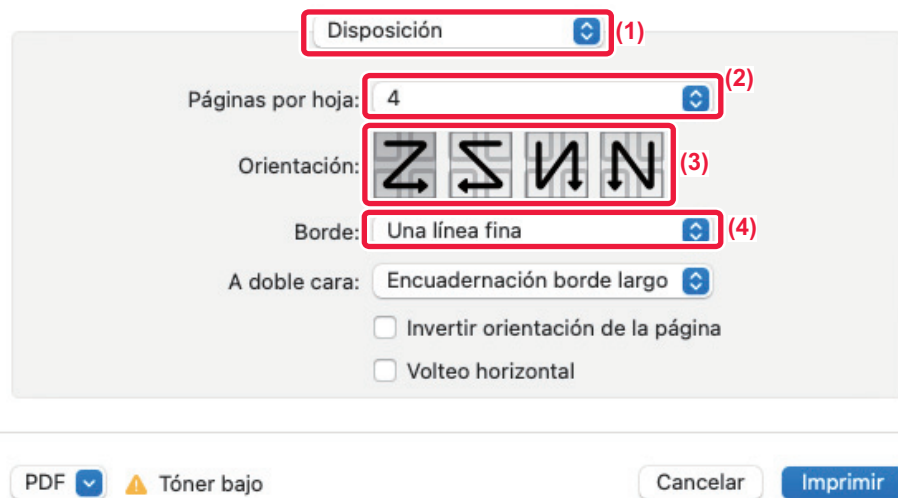 Disposición (1)
Páginas por hoja: 4 (2)
Orientación: (3)
Borde: Una línea fina (4)
A doble cara: Encuadernación borde largo
Invertir orientación de la página
Volteo horizontal
PDF Tóner bajo Cancelar Imprimir